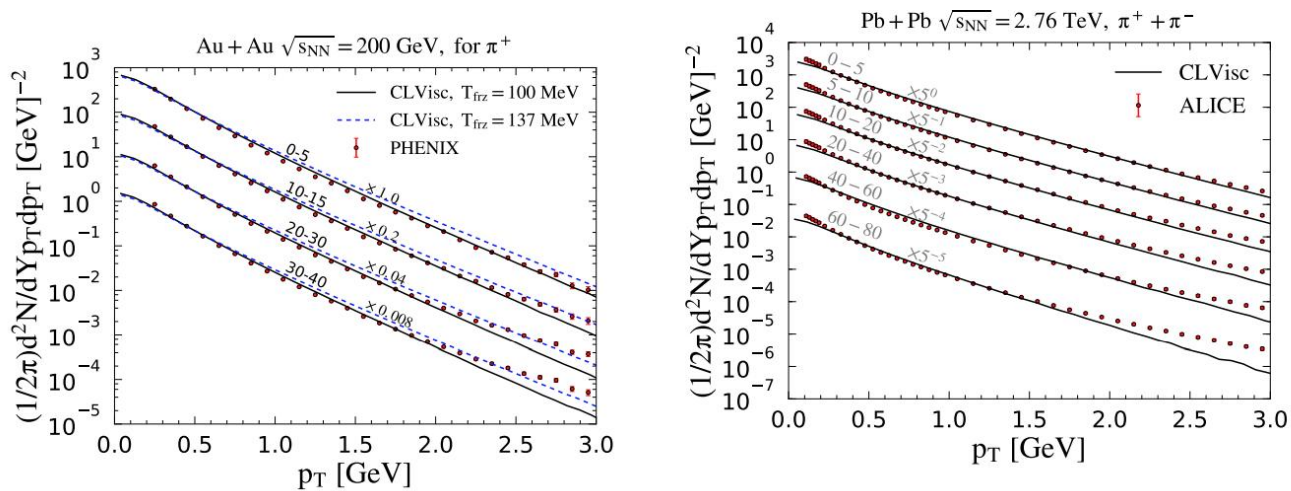 Au + Au √sNN = 200 GeV, for π+
(1/2π)d²N/dYpTdpT [GeV]⁻²
10³
10²
10¹
10⁰
10⁻¹
10⁻²
10⁻³
10⁻⁴
10⁻⁵
CLVisc, Tfrz = 100 MeV
CLVisc, Tfrz = 137 MeV
PHENIX
0-5
×1.0
10-15
×0.2
20-30
×0.04
30-40
×0.008
0.0 0.5 1.0 1.5 2.0 2.5 3.0
pT [GeV]
Pb + Pb √sNN = 2.76 TeV, π+ + π−
(1/2π)d²N/dYpTdpT [GeV]⁻²
10⁴
10³
10²
10¹
10⁰
10⁻¹
10⁻²
10⁻³
10⁻⁴
10⁻⁵
10⁻⁶
10⁻⁷
CLVisc
ALICE
0 − 5
×5⁰
5 − 10
×5⁻¹
10 − 20
×5⁻²
20 − 40
×5⁻³
40 − 60
×5⁻⁴
60 − 80
×5⁻⁵
0.0 0.5 1.0 1.5 2.0 2.5 3.0
pT [GeV]